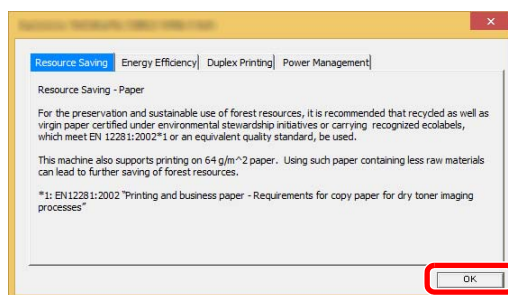 Resource Saving Energy Efficiency Duplex Printing Power Management
Resource Saving - Paper
For the preservation and sustainable use of forest resources, it is recommended that recycled as well as
virgin paper certified under environmental stewardship initiatives or carrying recognized ecolabels,
which meet EN 12281:2002*1 or an equivalent quality standard, be used.
This machine also supports printing on 64 g/m^2 paper. Using such paper containing less raw materials
can lead to further saving of forest resources.
*1: EN12281:2002 "Printing and business paper - Requirements for copy paper for dry toner imaging
processes"
OK